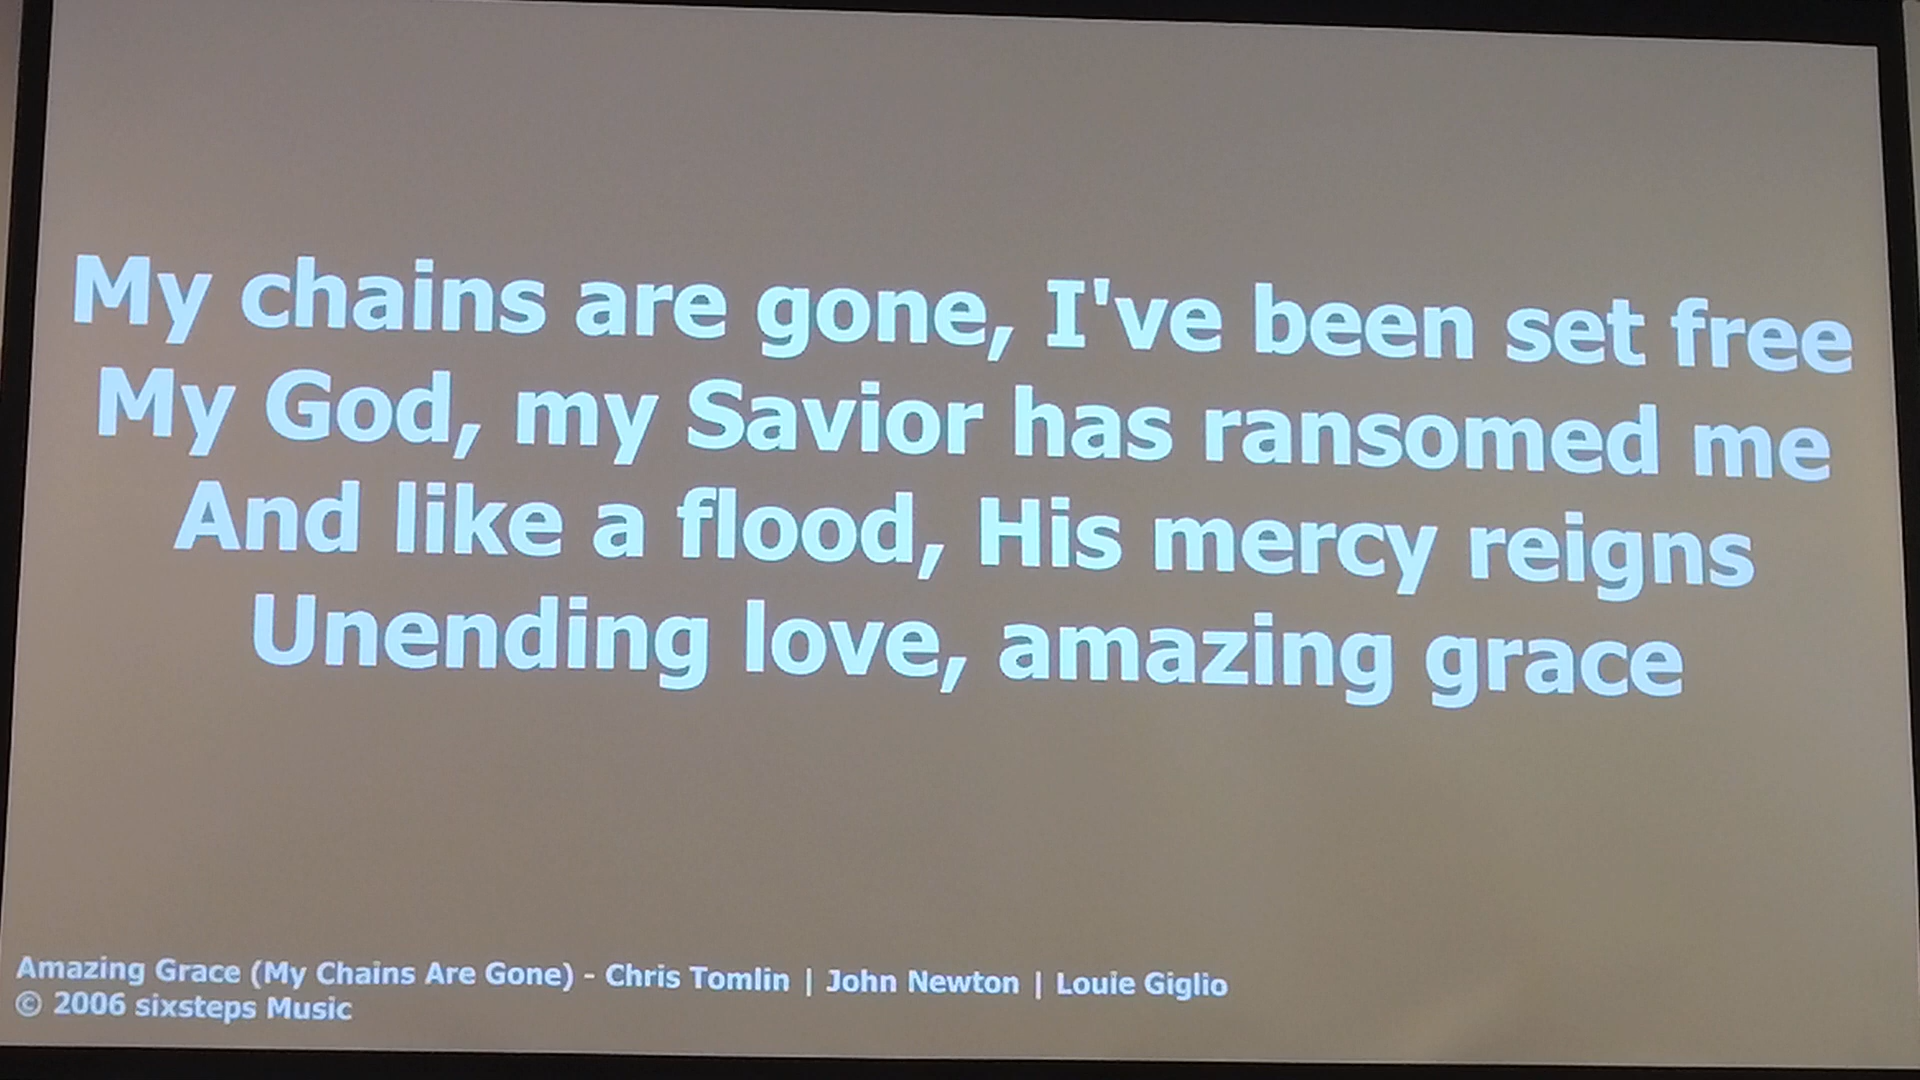 My chains are gone, I've been set free
My God, my Savior has ransomed me
And like a flood, His mercy reigns
Unending love, amazing grace
Amazing Grace (My Chains Are Gone) - Chris Tomlin | John Newton | Louie Giglio
© 2006 sixsteps Music